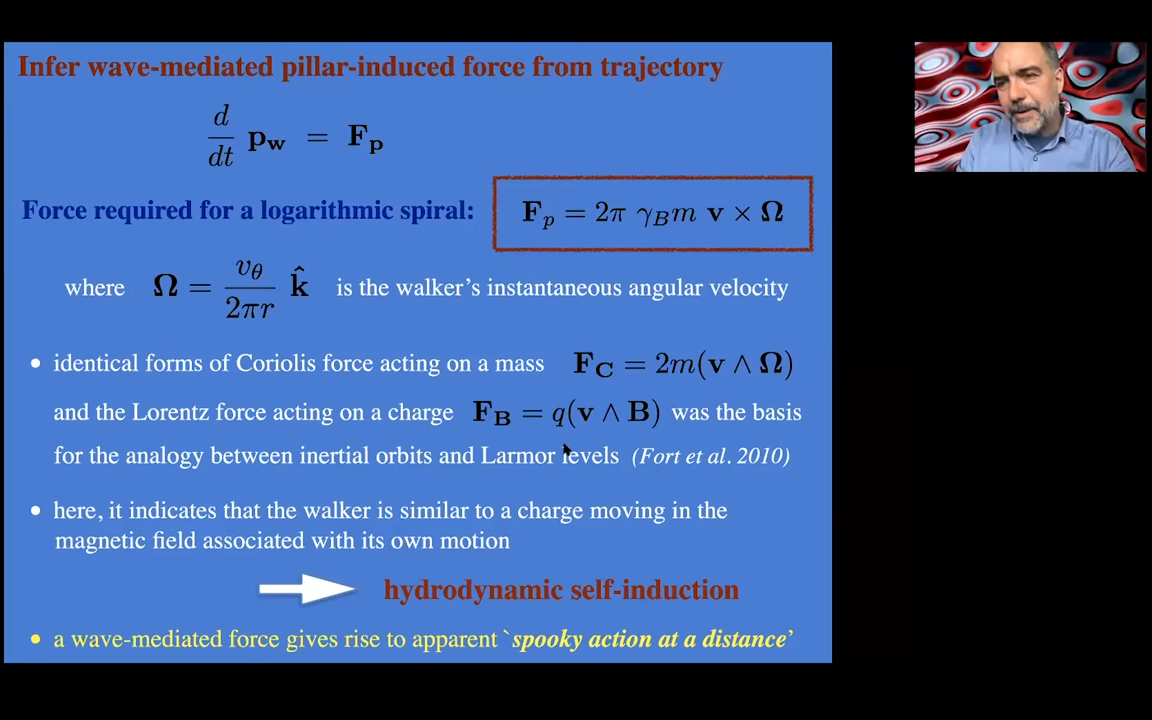 Infer wave-mediated pillar-induced force from trajectory
d/dt p_w = F_p
Force required for a logarithmic spiral: F_p = 2π γ_B m v × Ω
where Ω = v_θ/2πr k̂ is the walker's instantaneous angular velocity
• identical forms of Coriolis force acting on a mass F_C = 2m(v ∧ Ω)
and the Lorentz force acting on a charge F_B = q(v ∧ B) was the basis
for the analogy between inertial orbits and Larmor levels (Fort et al. 2010)
• here, it indicates that the walker is similar to a charge moving in the
magnetic field associated with its own motion
hydrodynamic self-induction
• a wave-mediated force gives rise to apparent `spooky action at a distance'